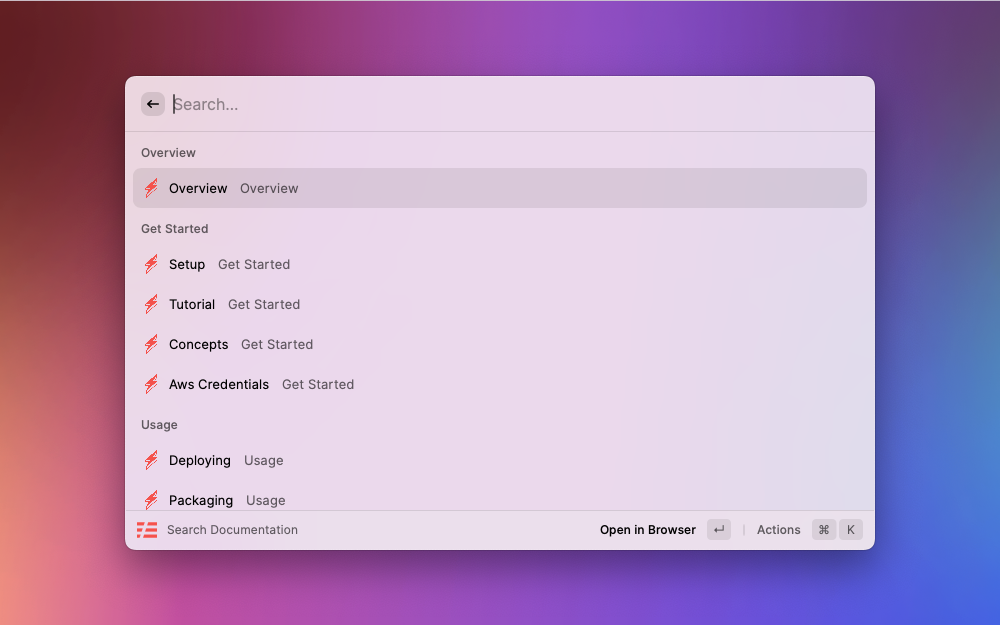 Search...
Overview
Overview Overview
Get Started
Setup Get Started
Tutorial Get Started
Concepts Get Started
Aws Credentials Get Started
Usage
Deploying Usage
Packaging Usage
Search Documentation Open in Browser ↵ | Actions ⌘ K